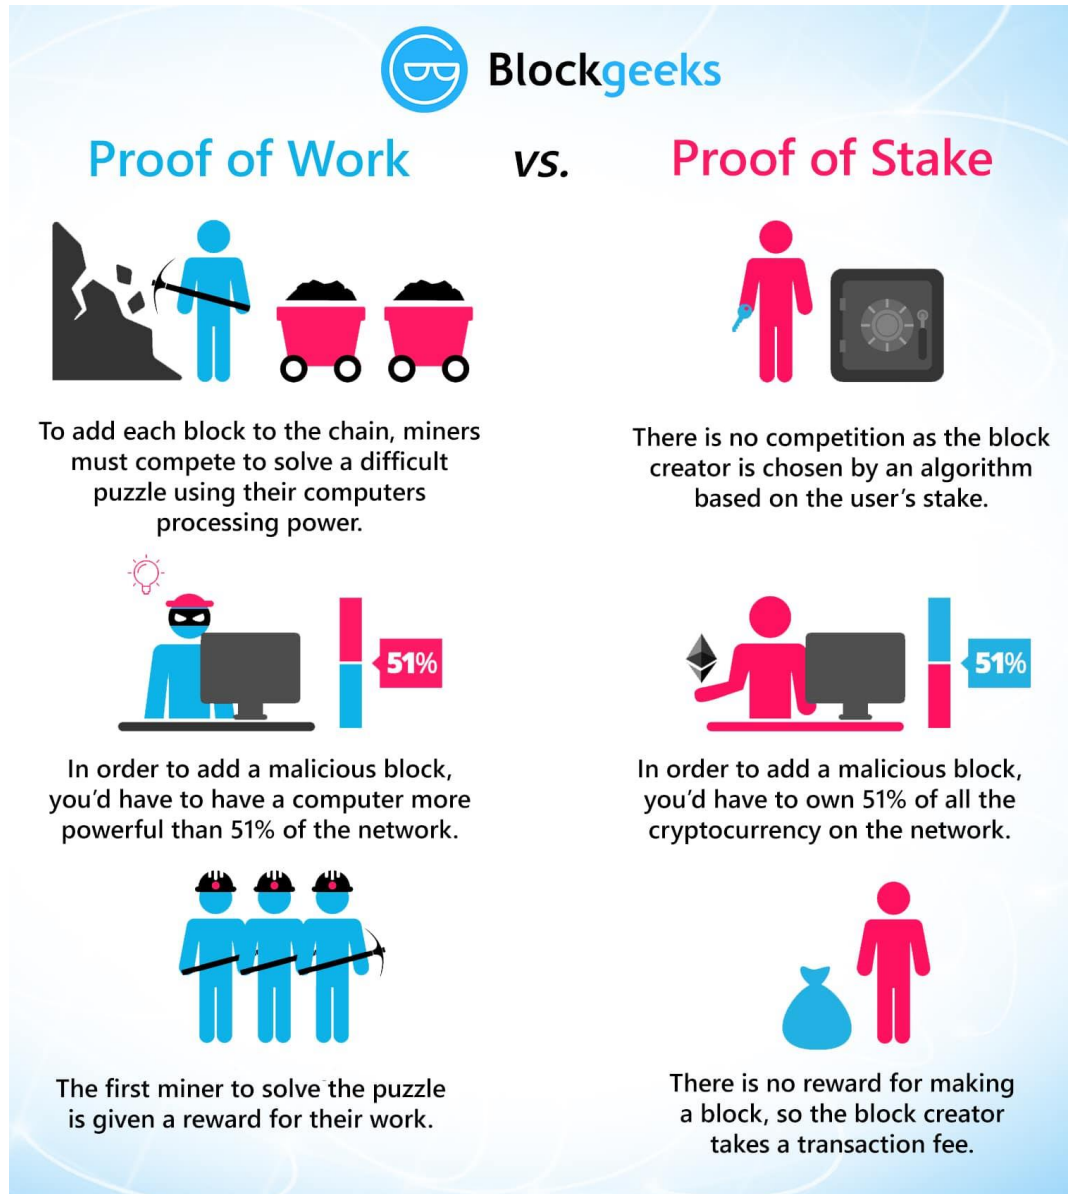 Blockgeeks
Proof of Work
vs.
Proof of Stake
To add each block to the chain, miners
must compete to solve a difficult
puzzle using their computers
processing power.
There is no competition as the block
creator is chosen by an algorithm
based on the user’s stake.
51%
51%
In order to add a malicious block,
you’d have to have a computer more
powerful than 51% of the network.
In order to add a malicious block,
you’d have to own 51% of all the
cryptocurrency on the network.
The first miner to solve the puzzle
is given a reward for their work.
There is no reward for making
a block, so the block creator
takes a transaction fee.